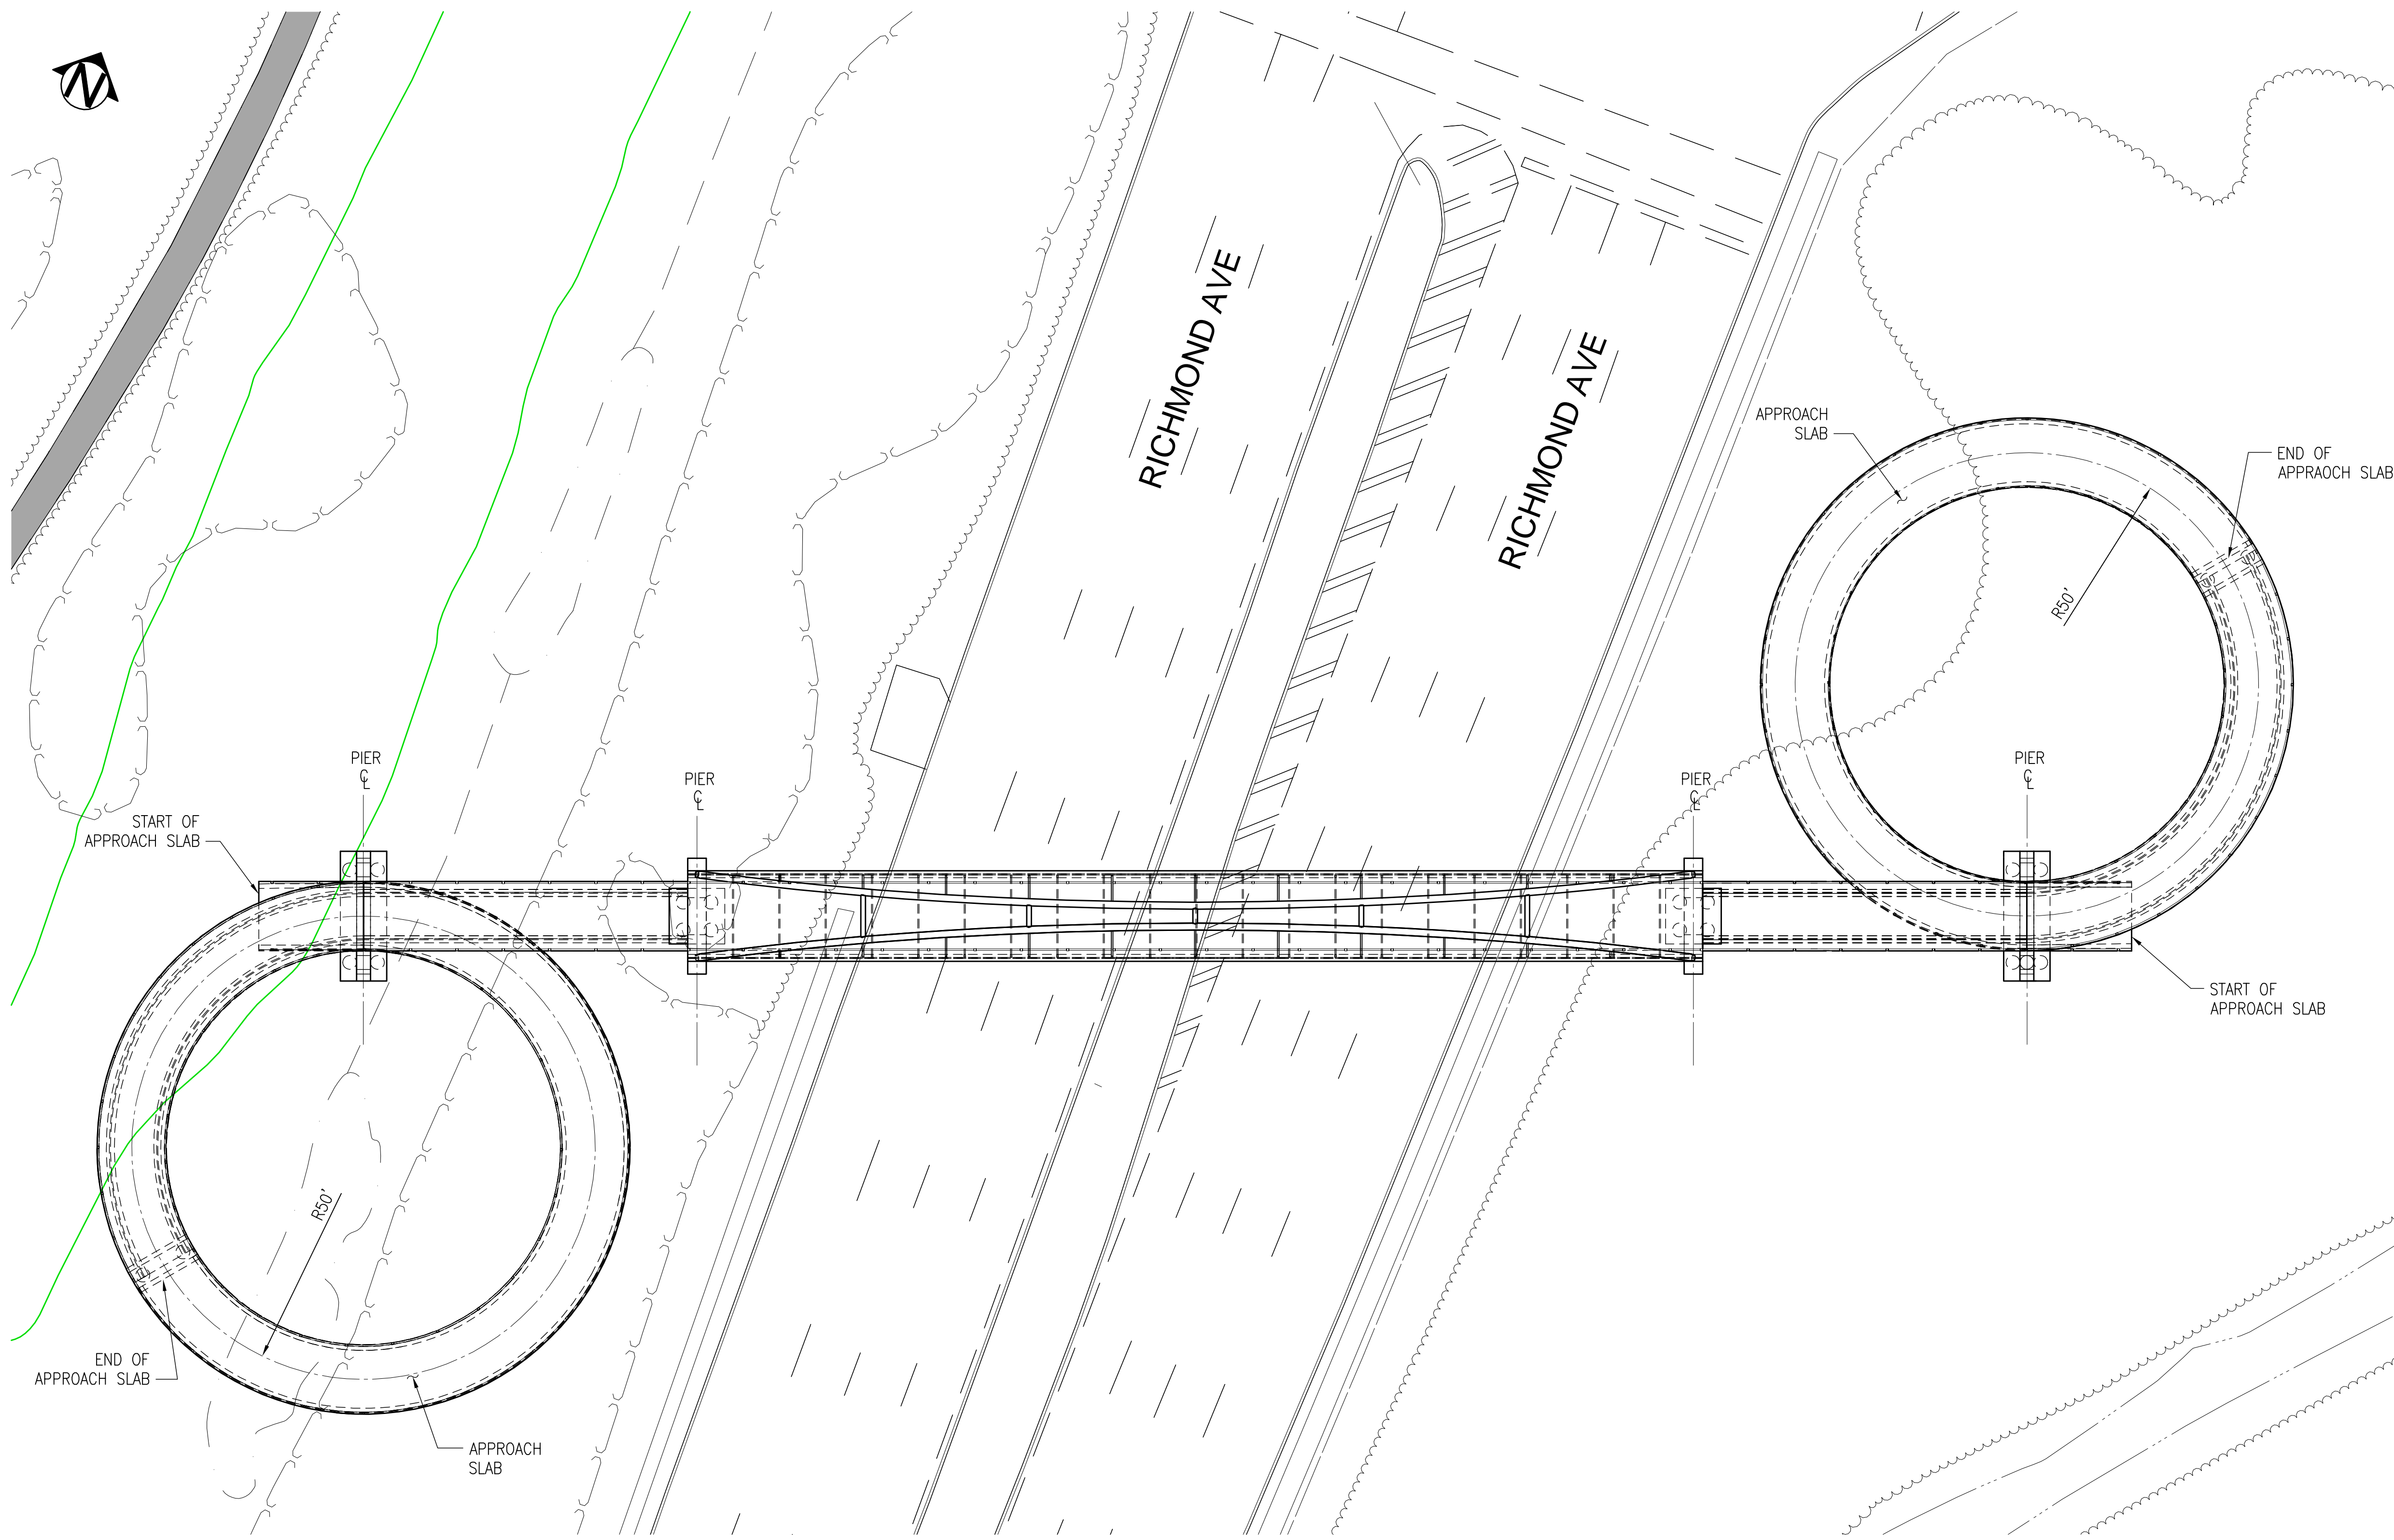 N
RICHMOND AVE
RICHMOND AVE
APPROACH
SLAB
END OF
APPRAOCH SLAB
R50'
PIER
℄
PIER
℄
PIER
℄
PIER
℄
START OF
APPROACH SLAB
START OF
APPROACH SLAB
R50'
END OF
APPROACH SLAB
APPROACH
SLAB